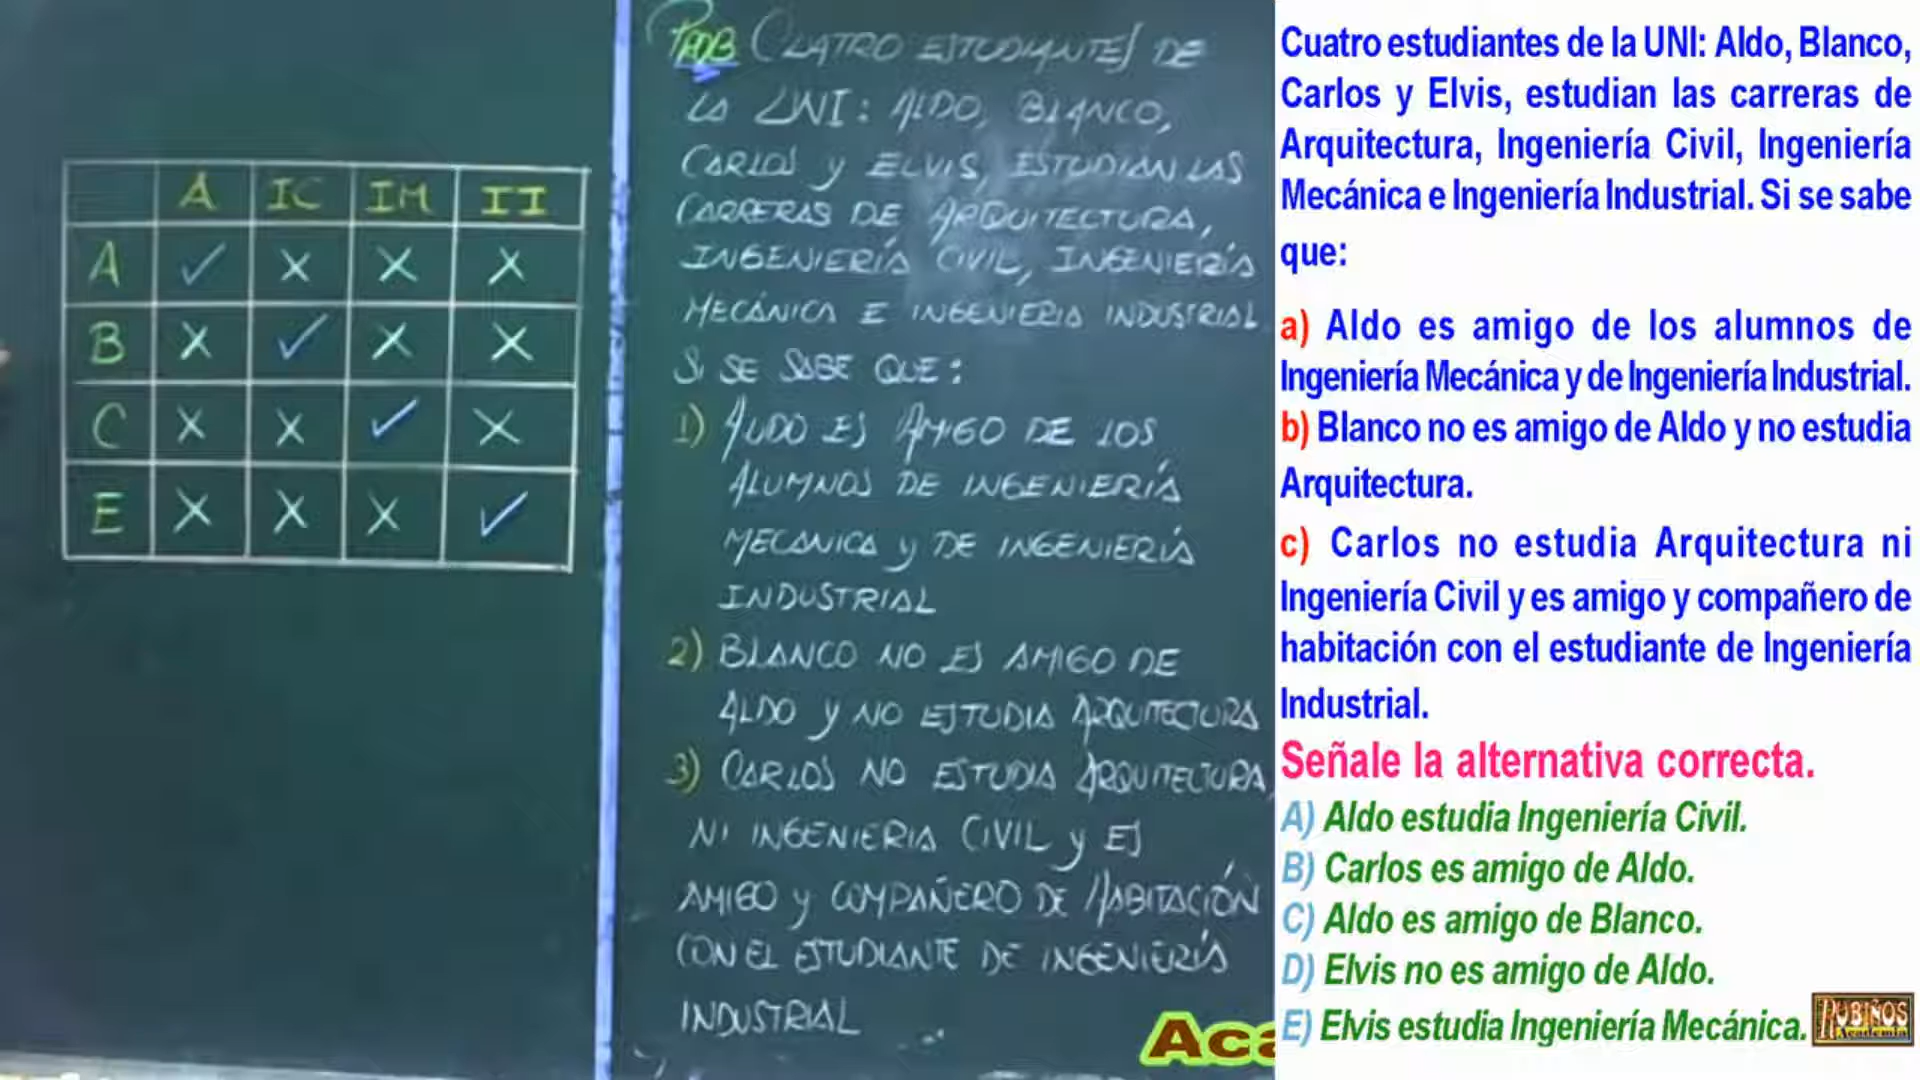 A IC IM II
A ✓ X X X
B X ✓ X X
C X X ✓ X
E X X X ✓
PROB CUATRO ESTUDIANTES DE
LA UNI: ALDO, BLANCO,
CARLOS y ELVIS, ESTUDIAN LAS
CARRERAS DE ARQUITECTURA,
INGENIERÍA CIVIL, INGENIERÍA
MECÁNICA E INGENIERIA INDUSTRIAL
SI SE SABE QUE:
1) ALDO ES AMIGO DE LOS
ALUMNOS DE INGENIERÍA
MECANICA y DE INGENIERÍA
INDUSTRIAL
2) BLANCO NO ES AMIGO DE
ALDO y NO ESTUDIA ARQUITECTURA
3) CARLOS NO ESTUDIA ARQUITECTURA,
NI INGENIERIA CIVIL y ES
AMIGO y COMPAÑERO DE HABITACIÓN
CON EL ESTUDIANTE DE INGENIERÍA
INDUSTRIAL
Aca
Cuatro estudiantes de la UNI: Aldo, Blanco,
Carlos y Elvis, estudian las carreras de
Arquitectura, Ingeniería Civil, Ingeniería
Mecánica e Ingeniería Industrial. Si se sabe
que:
a) Aldo es amigo de los alumnos de
Ingeniería Mecánica y de Ingeniería Industrial.
b) Blanco no es amigo de Aldo y no estudia
Arquitectura.
c) Carlos no estudia Arquitectura ni
Ingeniería Civil y es amigo y compañero de
habitación con el estudiante de Ingeniería
Industrial.
Señale la alternativa correcta.
A) Aldo estudia Ingeniería Civil.
B) Carlos es amigo de Aldo.
C) Aldo es amigo de Blanco.
D) Elvis no es amigo de Aldo.
E) Elvis estudia Ingeniería Mecánica.
RUBIÑOS
Academia